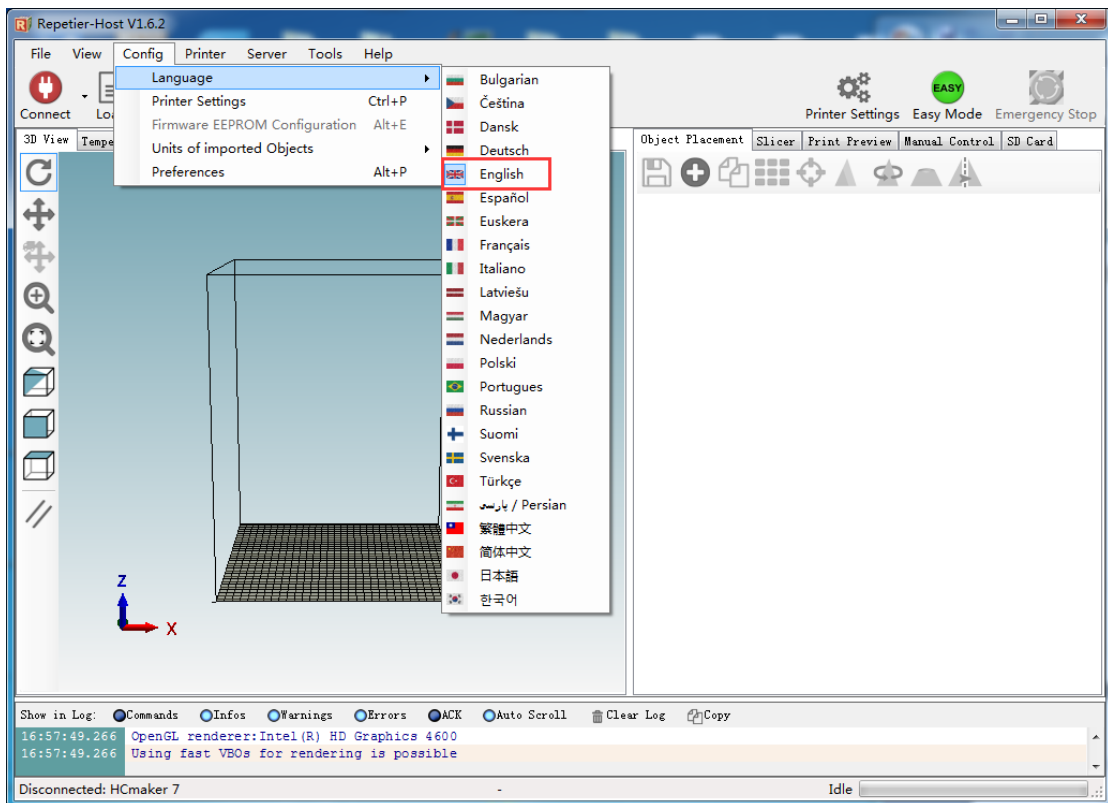 Repetier-Host V1.6.2
File View Config Printer Server Tools Help
Connect
Printer Settings Easy Mode Emergency Stop
Language
Printer Settings Ctrl+P
Firmware EEPROM Configuration Alt+E
Units of imported Objects
Preferences Alt+P
Bulgarian
Čeština
Dansk
Deutsch
English
Español
Euskera
Français
Italiano
Latviešu
Magyar
Nederlands
Polski
Portugues
Russian
Suomi
Svenska
Türkçe
پارسی / Persian
繁體中文
简体中文
日本語
한국어
3D View
Object Placement Slicer Print Preview Manual Control SD Card
Z
X
Show in Log: Commands Infos Warnings Errors ACK Auto Scroll Clear Log Copy
16:57:49.266 OpenGL renderer:Intel(R) HD Graphics 4600
16:57:49.266 Using fast VBOs for rendering is possible
Disconnected: HCmaker 7 - Idle